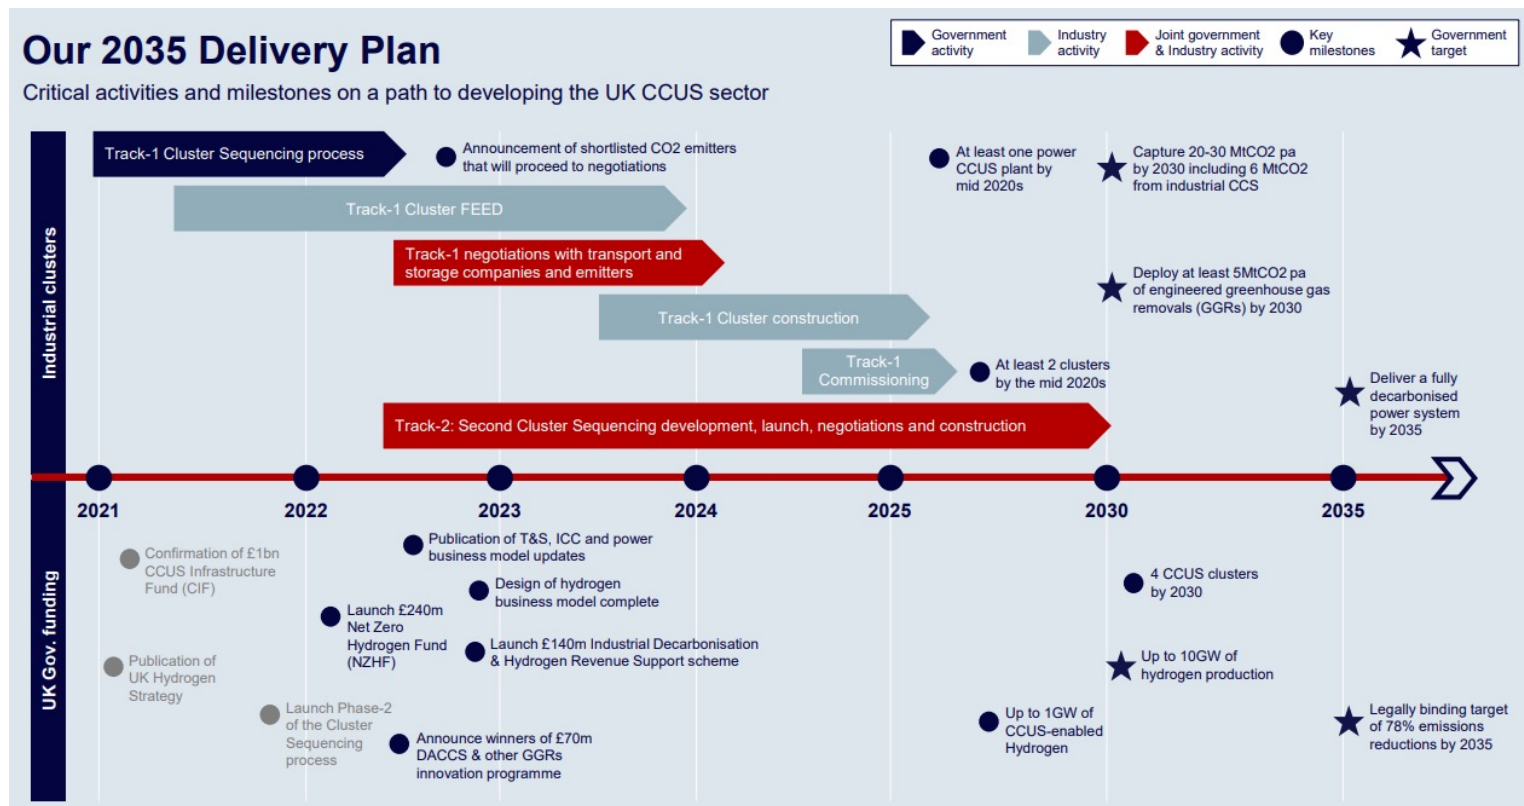 Our 2035 Delivery Plan
Critical activities and milestones on a path to developing the UK CCUS sector
Government
activity
Industry
activity
Joint government
& Industry activity
Key
milestones
Government
target
Industrial clusters
Track-1 Cluster Sequencing process
Announcement of shortlisted CO2 emitters
that will proceed to negotiations
At least one power
CCUS plant by
mid 2020s
Capture 20-30 MtCO2 pa
by 2030 including 6 MtCO2
from industrial CCS
Track-1 Cluster FEED
Track-1 negotiations with transport and
storage companies and emitters
Deploy at least 5MtCO2 pa
of engineered greenhouse gas
removals (GGRs) by 2030
Track-1 Cluster construction
Track-1
Commissioning
At least 2 clusters
by the mid 2020s
Deliver a fully
decarbonised
power system
by 2035
Track-2: Second Cluster Sequencing development, launch, negotiations and construction
2021
2022
2023
2024
2025
2030
2035
UK Gov. funding
Confirmation of £1bn
CCUS Infrastructure
Fund (CIF)
Publication of T&S, ICC and power
business model updates
Design of hydrogen
business model complete
4 CCUS clusters
by 2030
Launch £240m
Net Zero
Hydrogen Fund
(NZHF)
Launch £140m Industrial Decarbonisation
& Hydrogen Revenue Support scheme
Publication of
UK Hydrogen
Strategy
Up to 10GW of
hydrogen production
Launch Phase-2
of the Cluster
Sequencing
process
Announce winners of £70m
DACCS & other GGRs
innovation programme
Up to 1GW of
CCUS-enabled
Hydrogen
Legally binding target
of 78% emissions
reductions by 2035